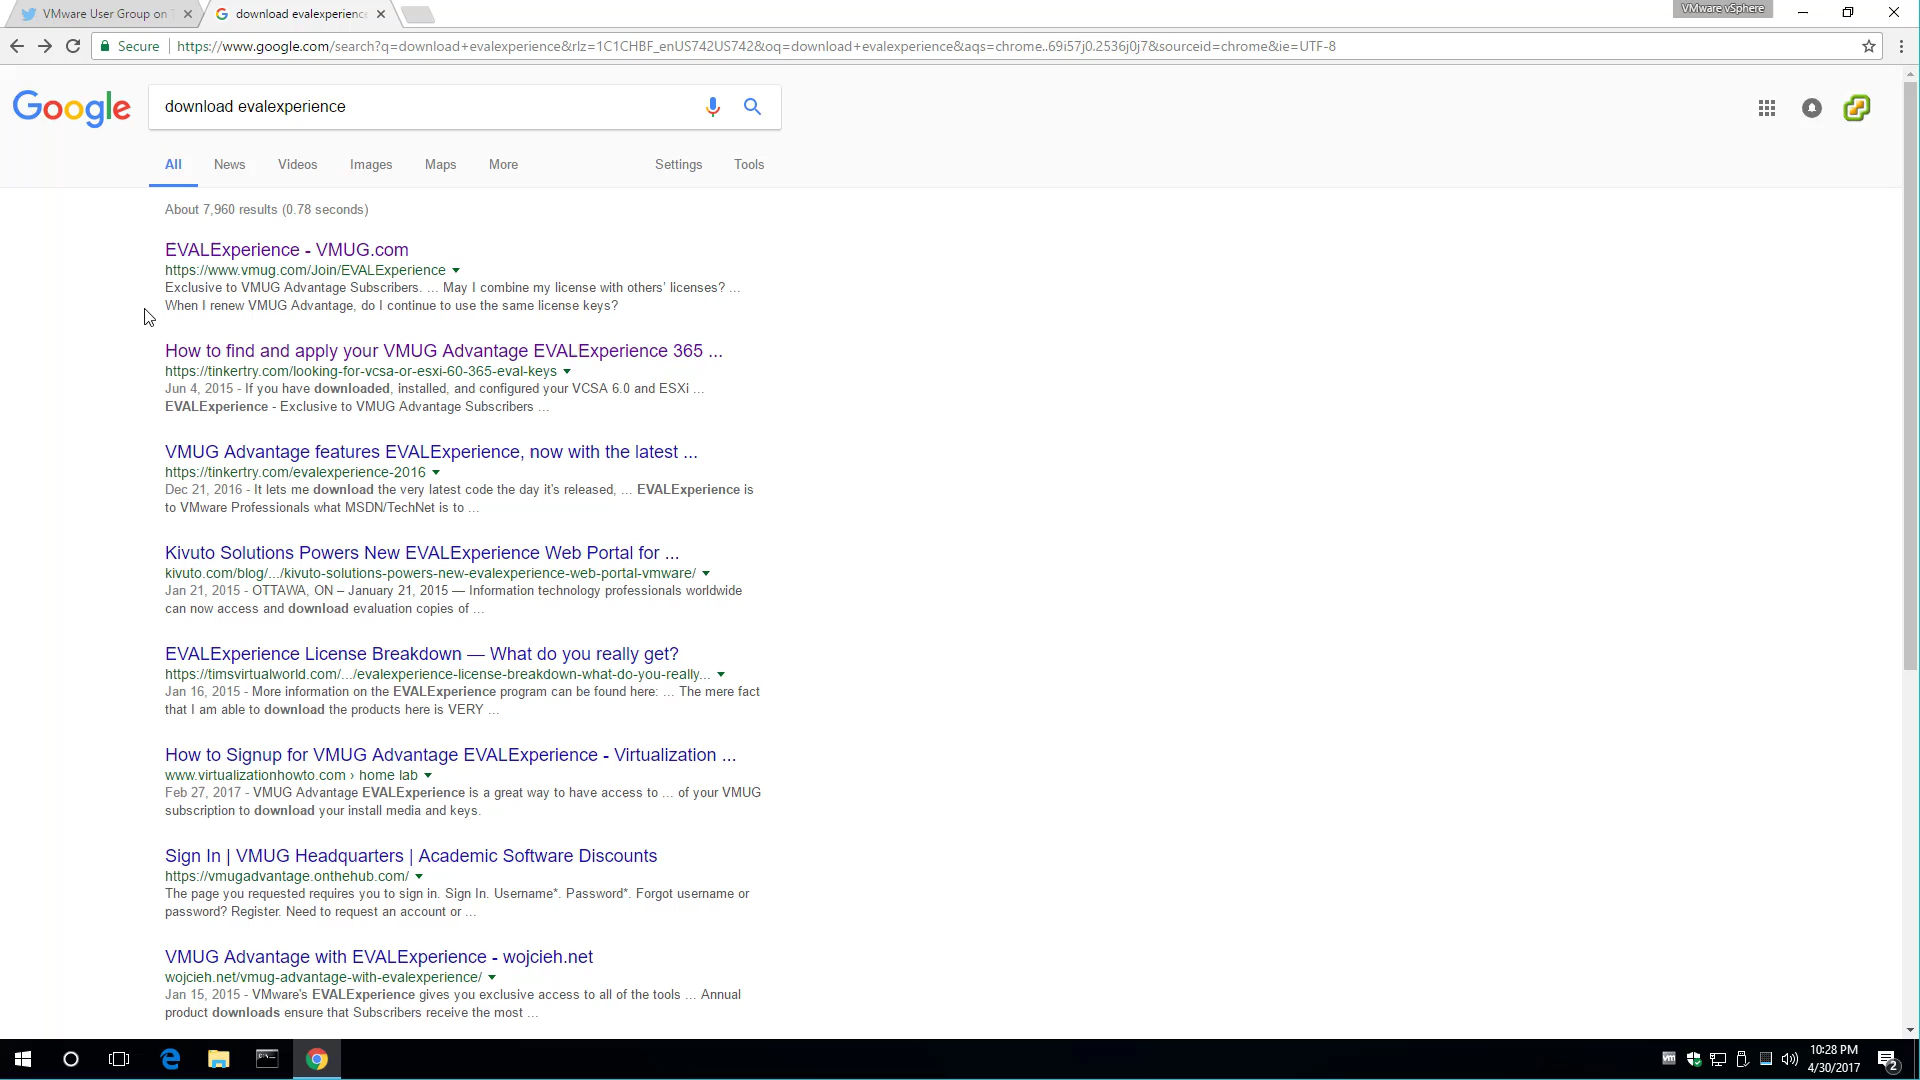 VMware User Group on T
download evalexperience
VMware vSphere
Secure
https://www.google.com/search?q=download+evalexperience&rlz=1C1CHBF_enUS742US742&oq=download+evalexperience&aqs=chrome..69i57j0.2536j0j7&sourceid=chrome&ie=UTF-8
Google
download evalexperience
All News Videos Images Maps More Settings Tools
About 7,960 results (0.78 seconds)
EVALExperience - VMUG.com
https://www.vmug.com/Join/EVALExperience
Exclusive to VMUG Advantage Subscribers. ... May I combine my license with others’ licenses? ...
When I renew VMUG Advantage, do I continue to use the same license keys?
How to find and apply your VMUG Advantage EVALExperience 365 ...
https://tinkertry.com/looking-for-vcsa-or-esxi-60-365-eval-keys
Jun 4, 2015 - If you have downloaded, installed, and configured your VCSA 6.0 and ESXi ...
EVALExperience - Exclusive to VMUG Advantage Subscribers ...
VMUG Advantage features EVALExperience, now with the latest ...
https://tinkertry.com/evalexperience-2016
Dec 21, 2016 - It lets me download the very latest code the day it's released, ... EVALExperience is
to VMware Professionals what MSDN/TechNet is to ...
Kivuto Solutions Powers New EVALExperience Web Portal for ...
kivuto.com/blog/.../kivuto-solutions-powers-new-evalexperience-web-portal-vmware/
Jan 21, 2015 - OTTAWA, ON – January 21, 2015 — Information technology professionals worldwide
can now access and download evaluation copies of ...
EVALExperience License Breakdown — What do you really get?
https://timsvirtualworld.com/.../evalexperience-license-breakdown-what-do-you-really...
Jan 16, 2015 - More information on the EVALExperience program can be found here: ... The mere fact
that I am able to download the products here is VERY ...
How to Signup for VMUG Advantage EVALExperience - Virtualization ...
www.virtualizationhowto.com › home lab
Feb 27, 2017 - VMUG Advantage EVALExperience is a great way to have access to ... of your VMUG
subscription to download your install media and keys.
Sign In | VMUG Headquarters | Academic Software Discounts
https://vmugadvantage.onthehub.com/
The page you requested requires you to sign in. Sign In. Username*. Password*. Forgot username or
password? Register. Need to request an account or ...
VMUG Advantage with EVALExperience - wojcieh.net
wojcieh.net/vmug-advantage-with-evalexperience/
Jan 15, 2015 - VMware's EVALExperience gives you exclusive access to all of the tools ... Annual
product downloads ensure that Subscribers receive the most ...
vm
10:28 PM
4/30/2017
2